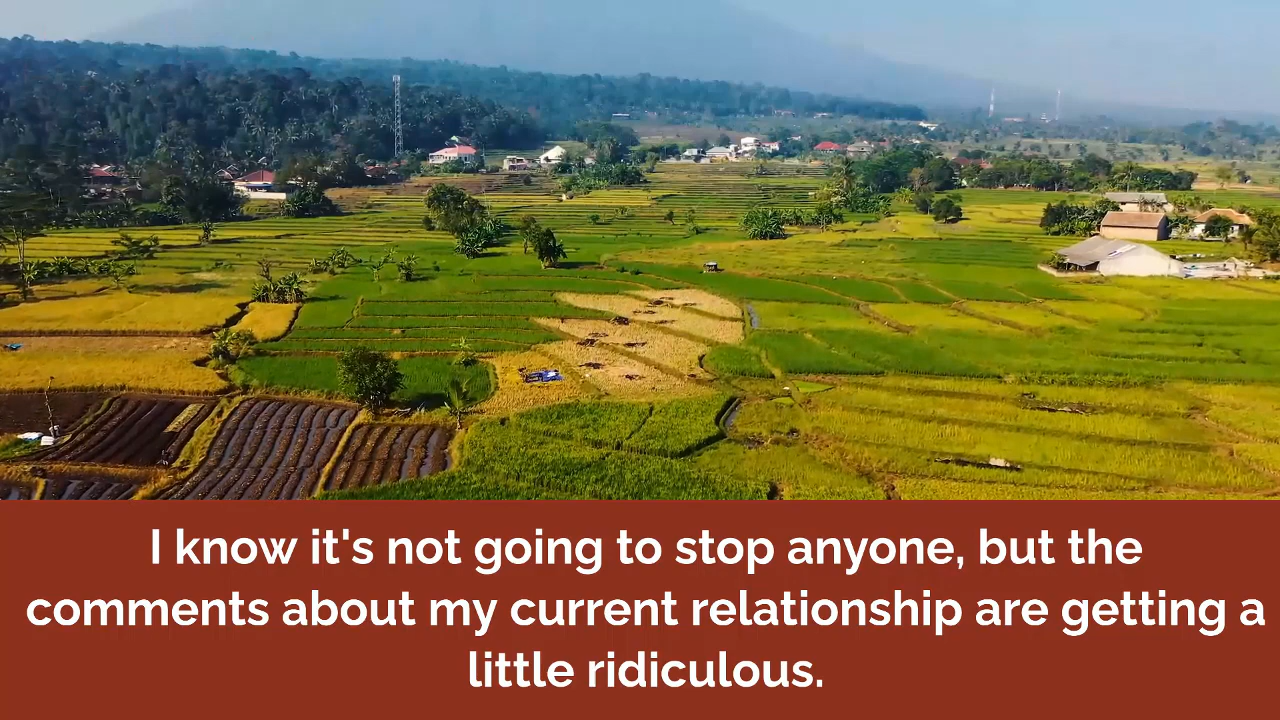 I know it's not going to stop anyone, but the
comments about my current relationship are getting a
little ridiculous.